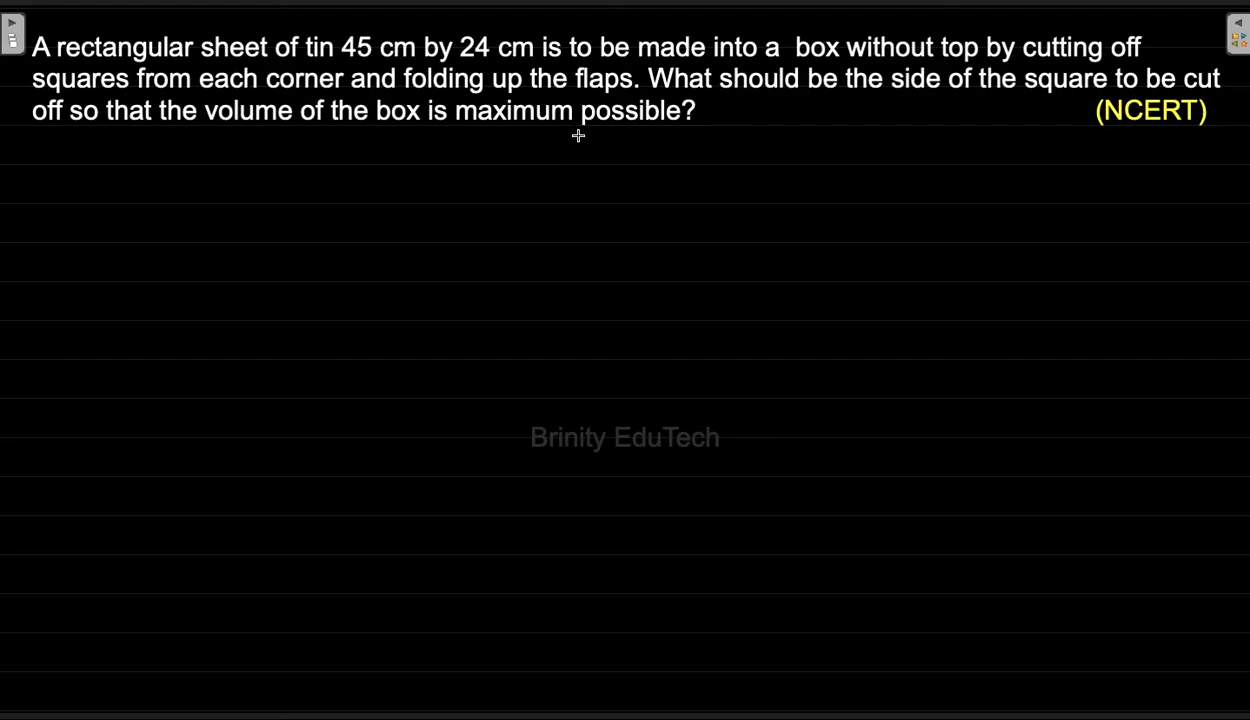 A rectangular sheet of tin 45 cm by 24 cm is to be made into a  box without top by cutting off
squares from each corner and folding up the flaps. What should be the side of the square to be cut
off so that the volume of the box is maximum possible? (NCERT)
Brinity EduTech